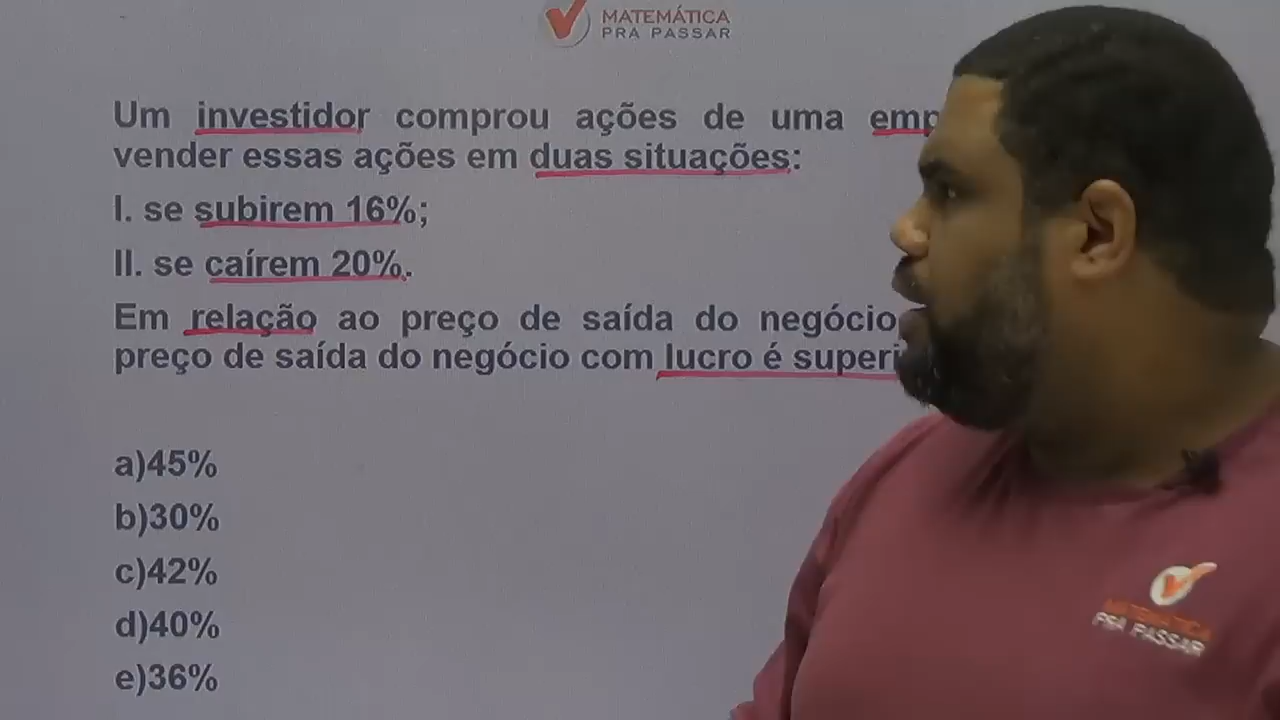 MATEMÁTICA
PRA PASSAR
Um investidor comprou ações de uma
vender essas ações em duas situações:
I. se subirem 16%;
II. se caírem 20%.
Em relação ao preço de saída do negócio
preço de saída do negócio com lucro é
a)45%
b)30%
c)42%
d)40%
e)36%
MATEMÁTICA
PRA PASSAR